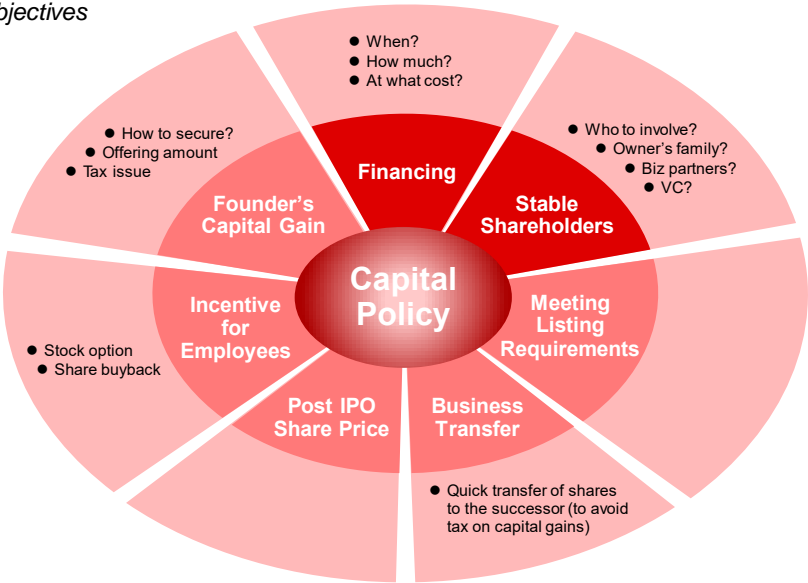 bjectives
● When?
● How much?
● At what cost?
● How to secure?
● Offering amount
● Tax issue
● Who to involve?
● Owner's family?
● Biz partners?
● VC?
Financing
Founder's
Capital Gain
Stable
Shareholders
Capital
Policy
Incentive
for
Employees
Meeting
Listing
Requirements
● Stock option
● Share buyback
Post IPO
Share Price
Business
Transfer
● Quick transfer of shares
to the successor (to avoid
tax on capital gains)